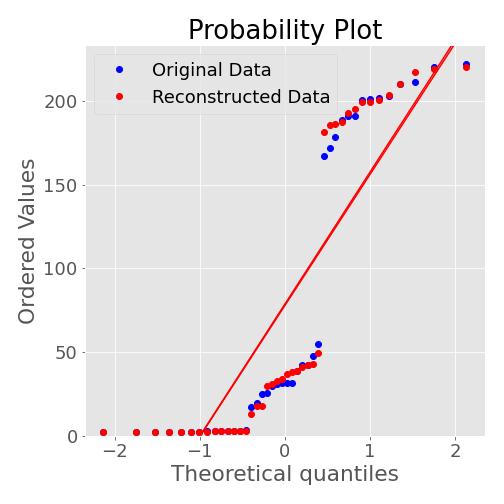 Probability Plot
Original Data
Reconstructed Data
Ordered Values
200
150
100
50
0
−2
−1
0
1
2
Theoretical quantiles